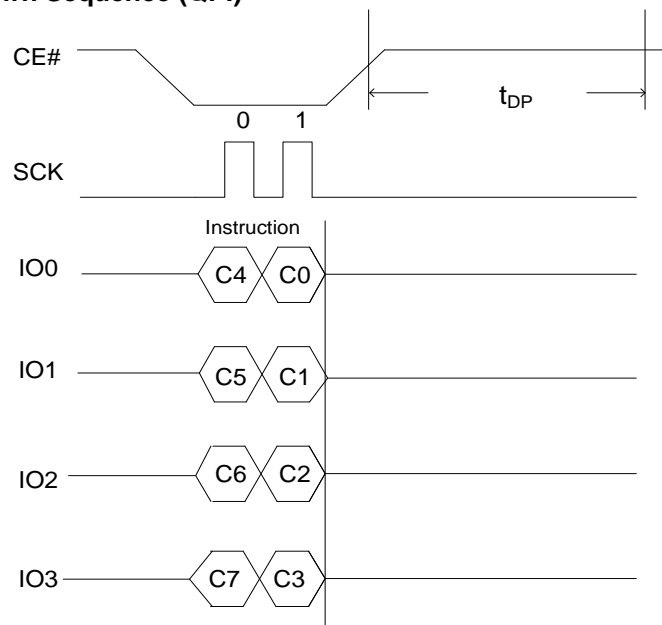 Sequence (QPI)
CE#
tDP
0 1
SCK
Instruction
IO0 C4 C0
IO1 C5 C1
IO2 C6 C2
IO3 C7 C3